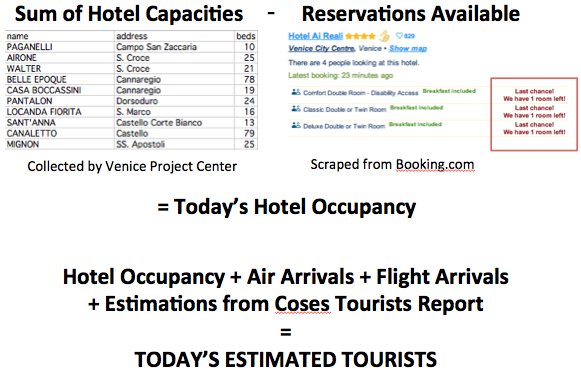 Sum of Hotel Capacities - Reservations Available
name address beds
PAGANELLI Campo San Zaccaria 10
AIRONE S. Croce 25
WALTER S. Croce 21
BELLE EPOQUE Cannaregio 78
CASA BOCCASSINI Cannaregio 19
PANTALON Dorsoduro 24
LOCANDA FIORITA S. Marco 16
SANT'ANNA Castello Corte Bianco 13
CANALETTO Castello 79
MIGNON SS. Apostoli 25
Collected by Venice Project Center
Hotel Ai Reali 829
Venice City Centre, Venice • Show map
There are 4 people looking at this hotel.
Latest booking: 23 minutes ago
Comfort Double Room - Disability Access Breakfast included
Classic Double or Twin Room Breakfast included
Deluxe Double or Twin Room Breakfast included
Last chance!
We have 1 room left!
Last chance!
We have 1 room left!
Last chance!
We have 1 room left!
Scraped from Booking.com
= Today's Hotel Occupancy
Hotel Occupancy + Air Arrivals + Flight Arrivals
+ Estimations from Coses Tourists Report
=
TODAY'S ESTIMATED TOURISTS